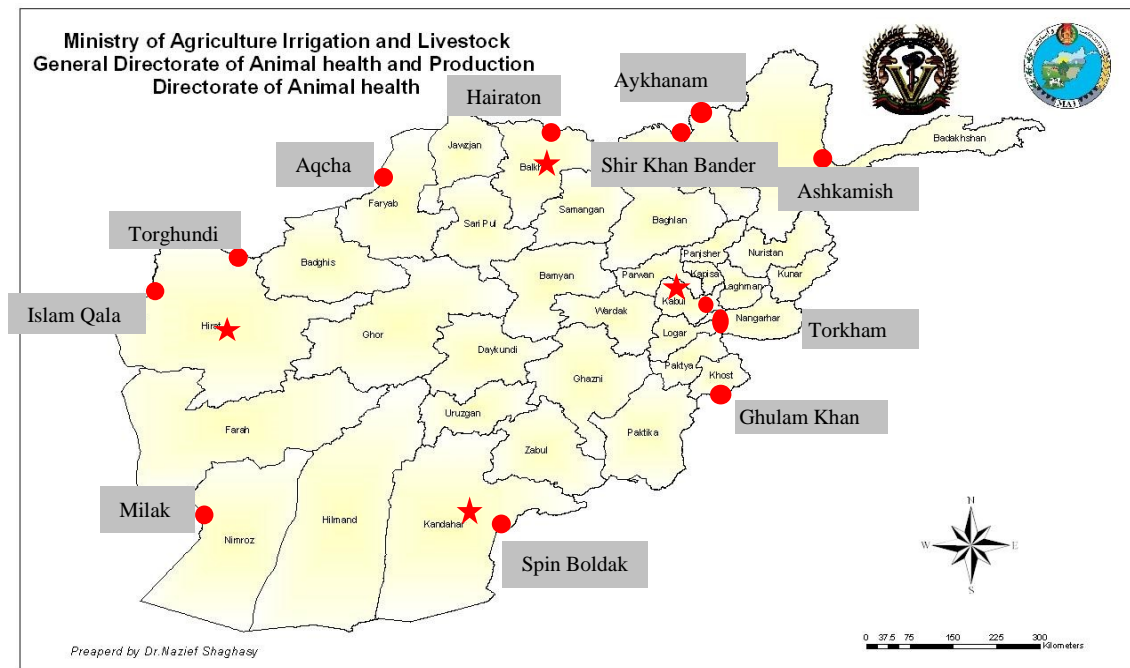 Ministry of Agriculture Irrigation and Livestock
General Directorate of Animal health and Production
Directorate of Animal health
Hairaton
Aykhanam
MAIL
Aqcha
Shir Khan Bander
Ashkamish
Torghundi
Islam Qala
Torkham
Ghulam Khan
Milak
Spin Boldak
Jawzjan
Balkh
Badakhshan
Faryab
Sari Pul
Samangan
Baghlan
Badghis
Bamyan
Panjsher
Nuristan
Parwan
Kapisa
Kunar
Laghman
Kabul
Nangarhar
Hirat
Ghor
Wardak
Logar
Daykundi
Paktya
Khost
Ghazni
Uruzgan
Farah
Paktika
Zabul
Nimroz
Hilmand
Kandahar
N
W
E
S
0 37.5 75 150 225 300
Kilometers
Preaperd by Dr.Nazief Shaghasy